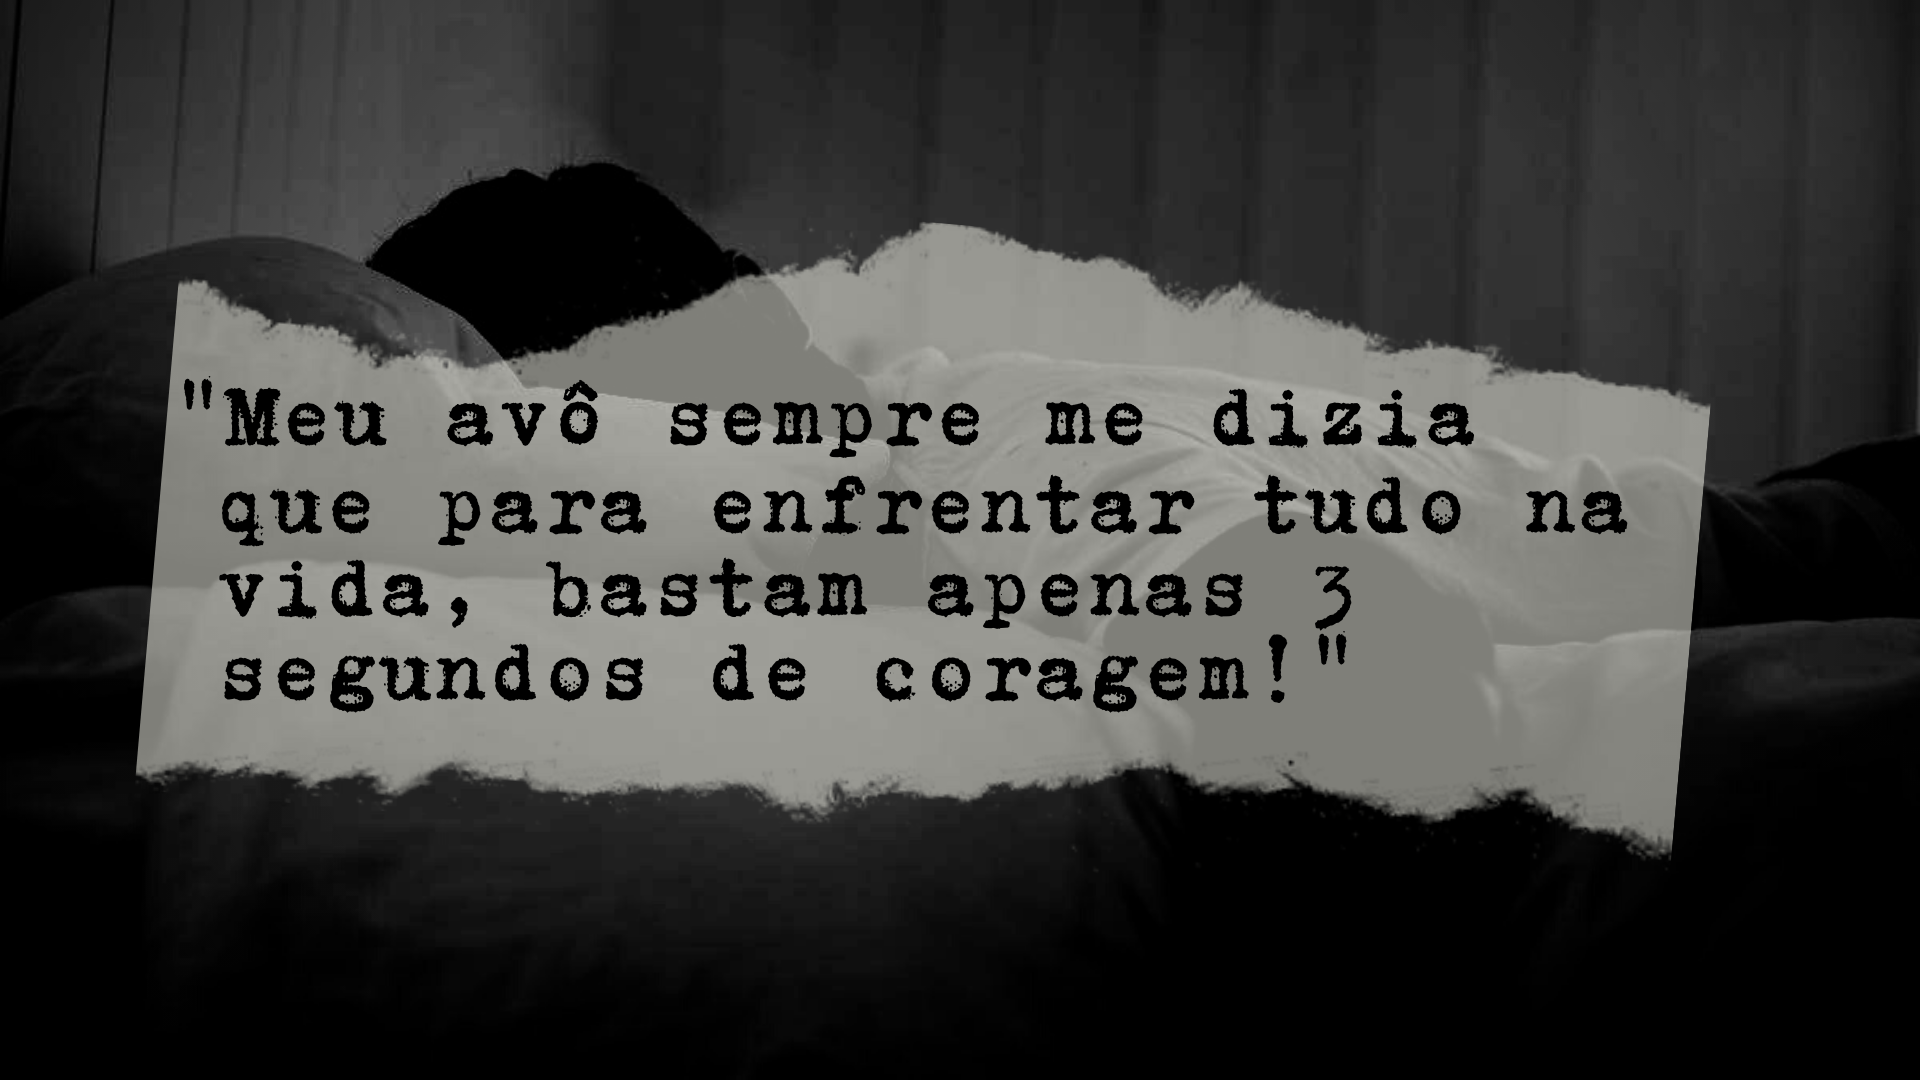 "Meu avô sempre me dizia
que para enfrentar tudo na
vida, bastam apenas 3
segundos de coragem!"